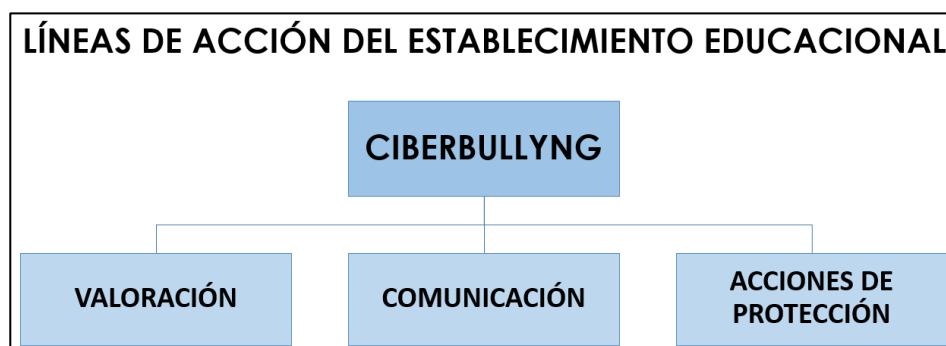 LÍNEAS DE ACCIÓN DEL ESTABLECIMIENTO EDUCACIONAL
CIBERBULLYNG
VALORACIÓN
COMUNICACIÓN
ACCIONES DE
PROTECCIÓN